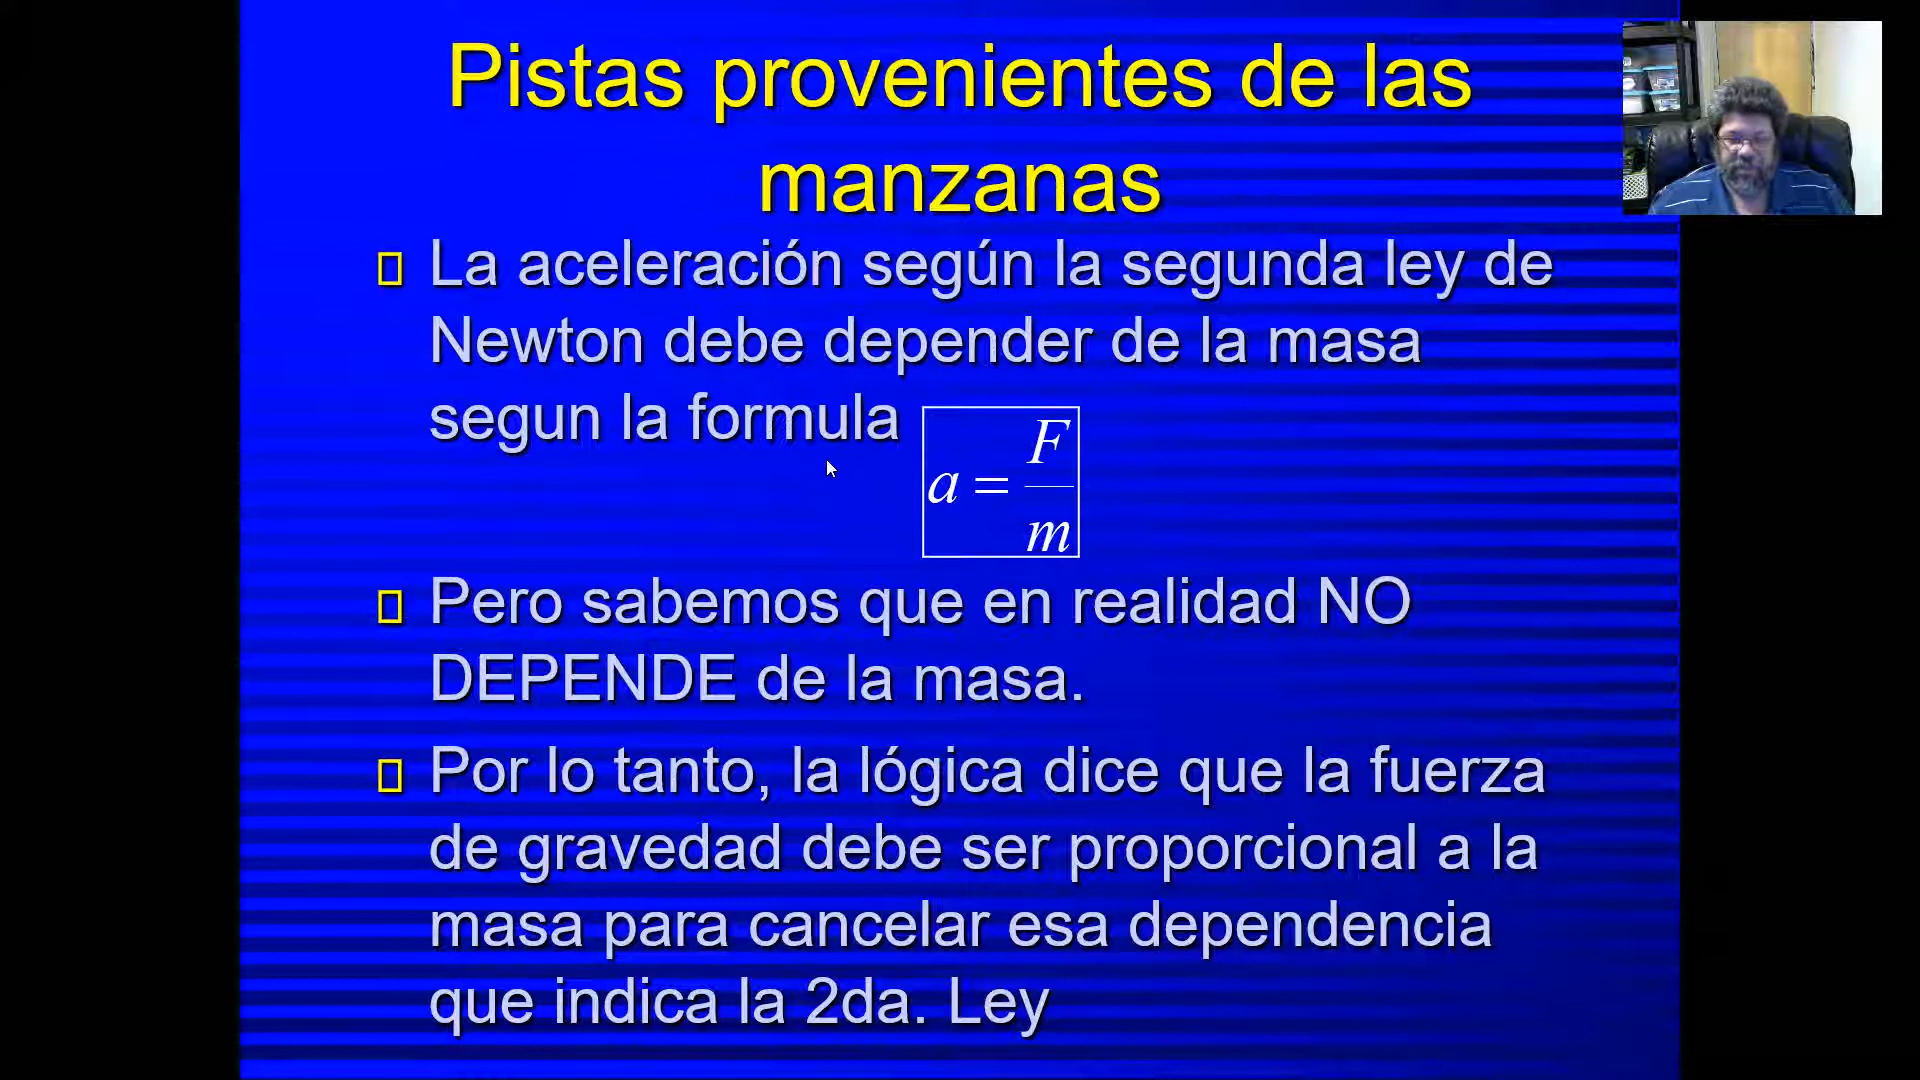 Pistas provenientes de las
manzanas
La aceleración según la segunda ley de
Newton debe depender de la masa
segun la formula
a = F/m
Pero sabemos que en realidad NO
DEPENDE de la masa.
Por lo tanto, la lógica dice que la fuerza
de gravedad debe ser proporcional a la
masa para cancelar esa dependencia
que indica la 2da. Ley